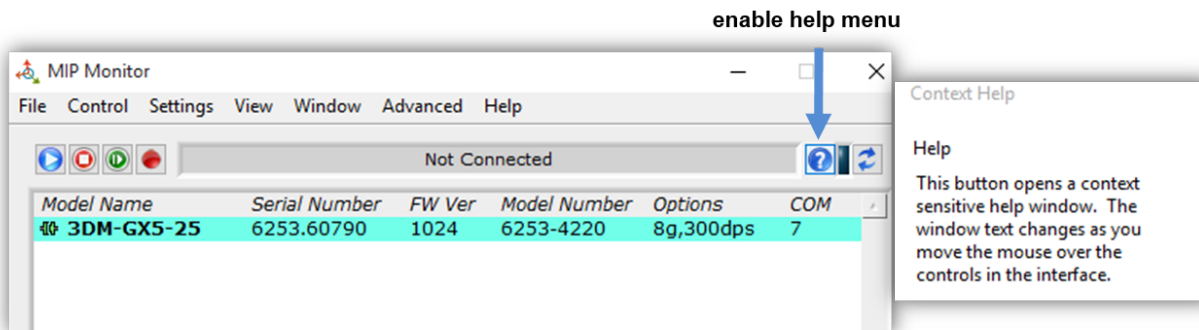 enable help menu
MIP Monitor
File Control Settings View Window Advanced Help
Not Connected
Model Name Serial Number FW Ver Model Number Options COM
3DM-GX5-25 6253.60790 1024 6253-4220 8g,300dps 7
Context Help
Help
This button opens a context
sensitive help window. The
window text changes as you
move the mouse over the
controls in the interface.